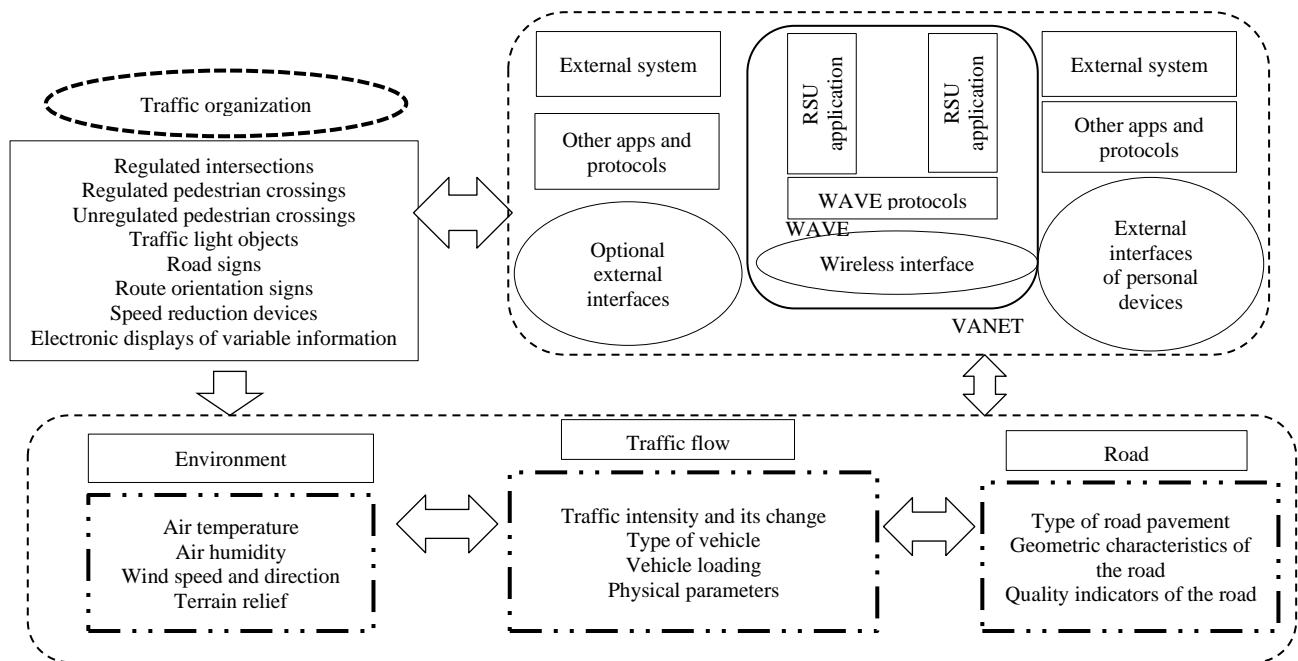 Traffic organization
Regulated intersections
Regulated pedestrian crossings
Unregulated pedestrian crossings
Traffic light objects
Road signs
Route orientation signs
Speed reduction devices
Electronic displays of variable information
External system
Other apps and protocols
Optional
external
interfaces
RSU
application
RSU
application
WAVE protocols
WAVE
Wireless interface
VANET
External system
Other apps and
protocols
External
interfaces
of personal
devices
Environment
Air temperature
Air humidity
Wind speed and direction
Terrain relief
Traffic flow
Traffic intensity and its change
Type of vehicle
Vehicle loading
Physical parameters
Road
Type of road pavement
Geometric characteristics of
the road
Quality indicators of the road